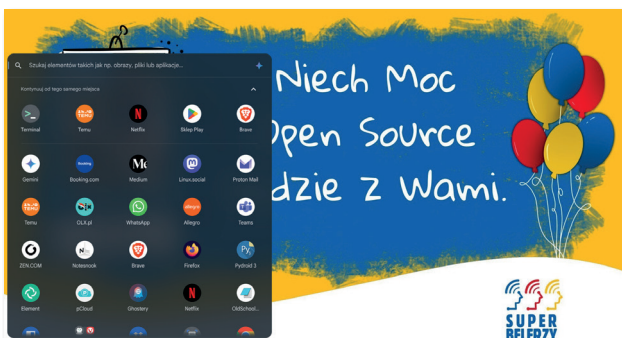 Niech Moc
Open Source
dzie z Wami.
Szukaj elementów takich jak np. obrazy, pliki lub aplikacje...
Kontynuuj od tego samego miejsca
Terminal Temu Netflix Sklep Play Brave
Gemini Booking.com Medium Linux.social Proton Mail
Temu OLX.pl WhatsApp Allegro Teams
ZEN.COM Notesnook Brave Firefox Pydroid 3
Element pCloud Ghostery Netflix OldSchool...
SUPER
BELFRZY